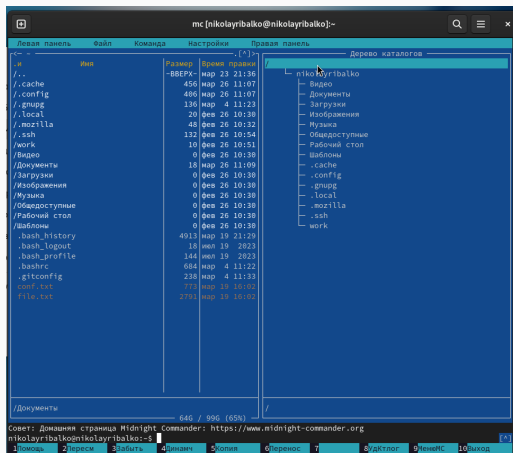 mc [nikolayribalko@nikolayribalko]:~
Левая панель Файл Команда Настройки Правая панель
.[^]>
Дерево каталогов
.и Имя Размер Время правки
/.. -ВВЕРХ- мар 23 21:36
/.cache 456 мар 26 11:07
/.config 406 мар 26 11:07
/.gnupg 136 мар 4 11:23
/.local 20 фев 26 10:30
/.mozilla 48 фев 26 10:32
/.ssh 132 фев 26 10:54
/work 10 фев 26 10:51
/Видео 0 фев 26 10:30
/Документы 18 мар 26 11:09
/Загрузки 0 фев 26 10:30
/Изображения 0 фев 26 10:30
/Музыка 0 фев 26 10:30
/Общедоступные 0 фев 26 10:30
/Рабочий стол 0 фев 26 10:30
/Шаблоны 0 фев 26 10:30
.bash_history 4913 мар 19 21:29
.bash_logout 18 июл 19 2023
.bash_profile 144 июл 19 2023
.bashrc 684 мар 4 11:22
.gitconfig 238 мар 4 11:33
conf.txt 773 мар 19 16:02
file.txt 2791 мар 19 16:02
/
nikolayribalko
Видео
Документы
Загрузки
Изображения
Музыка
Общедоступные
Рабочий стол
Шаблоны
.cache
.config
.gnupg
.local
.mozilla
.ssh
work
/Документы
64G / 99G (65%)
/
Совет: Домашняя страница Midnight Commander: https://www.midnight-commander.org
nikolayribalko@nikolayribalko:~$ [^]
1Помощь 2Пересм 3Забыть 4Динамч 5Копия 6Перенос 7 8УдКтлог 9МенюMC 10Выход